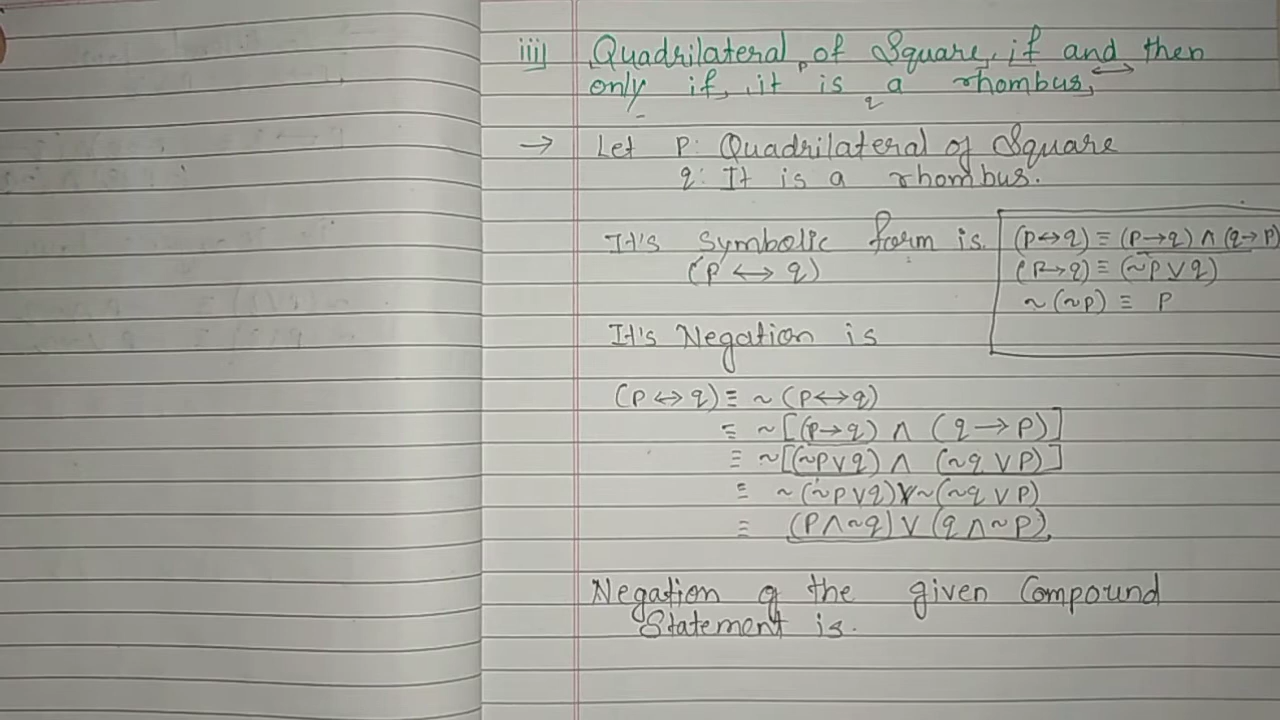 iii) Quadrilateral of Square, if and then
p
only if, it is a rhombus. ↔
q
→ Let P: Quadrilateral of Square
q: It is a rhombus.
It's Symbolic form is.
(P ↔ q)
(P↔q) ≡ (P→q) ∧ (q→P)
(P→q) ≡ (~P∨q)
~(~P) ≡ P
It's Negation is
(P↔q) ≡ ~(P↔q)
≡ ~[(P→q) ∧ (q→P)]
≡ ~[(~P∨q) ∧ (~q∨P)]
≡ ~(~P∨q)∨~(~q∨P)
≡ (P∧~q)∨(q∧~P)
Negation of the given Compound
Statement is.